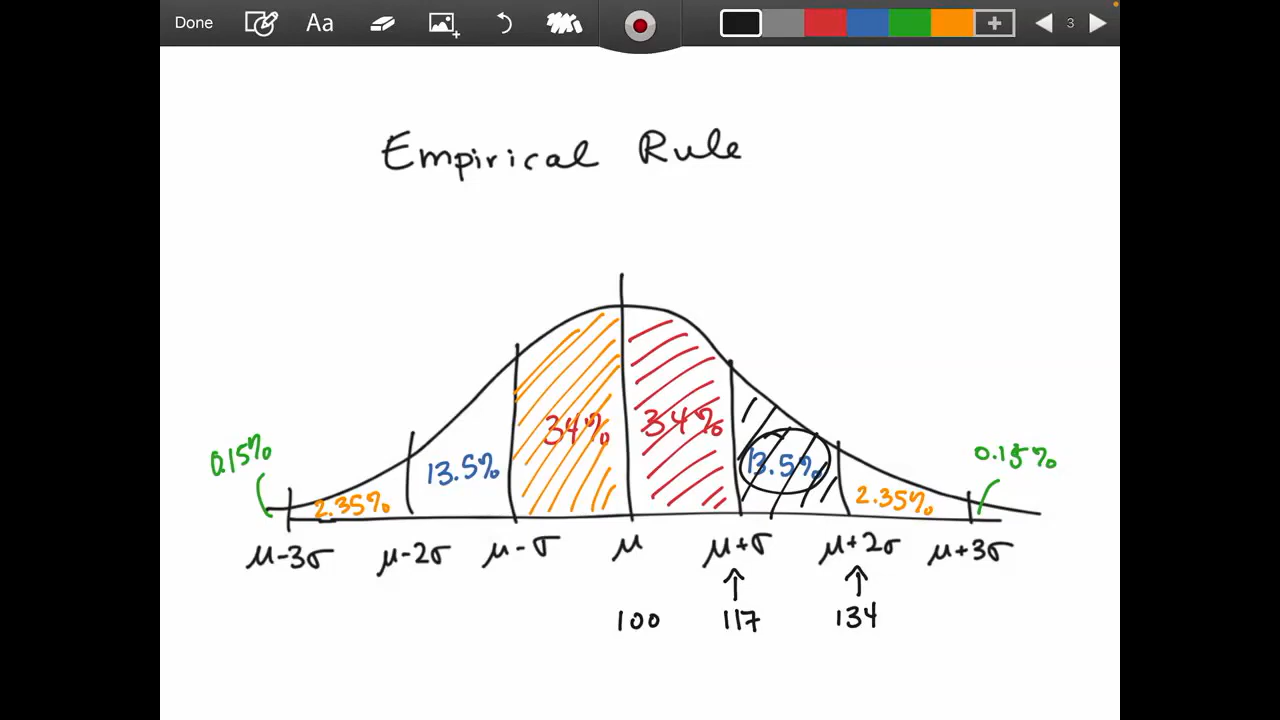 Done Aa 3
Empirical Rule
34% 34%
0.15% 13.5% 13.5% 0.15%
2.35% 2.35%
μ-3σ μ-2σ μ-σ μ μ+σ μ+2σ μ+3σ
100 117 134